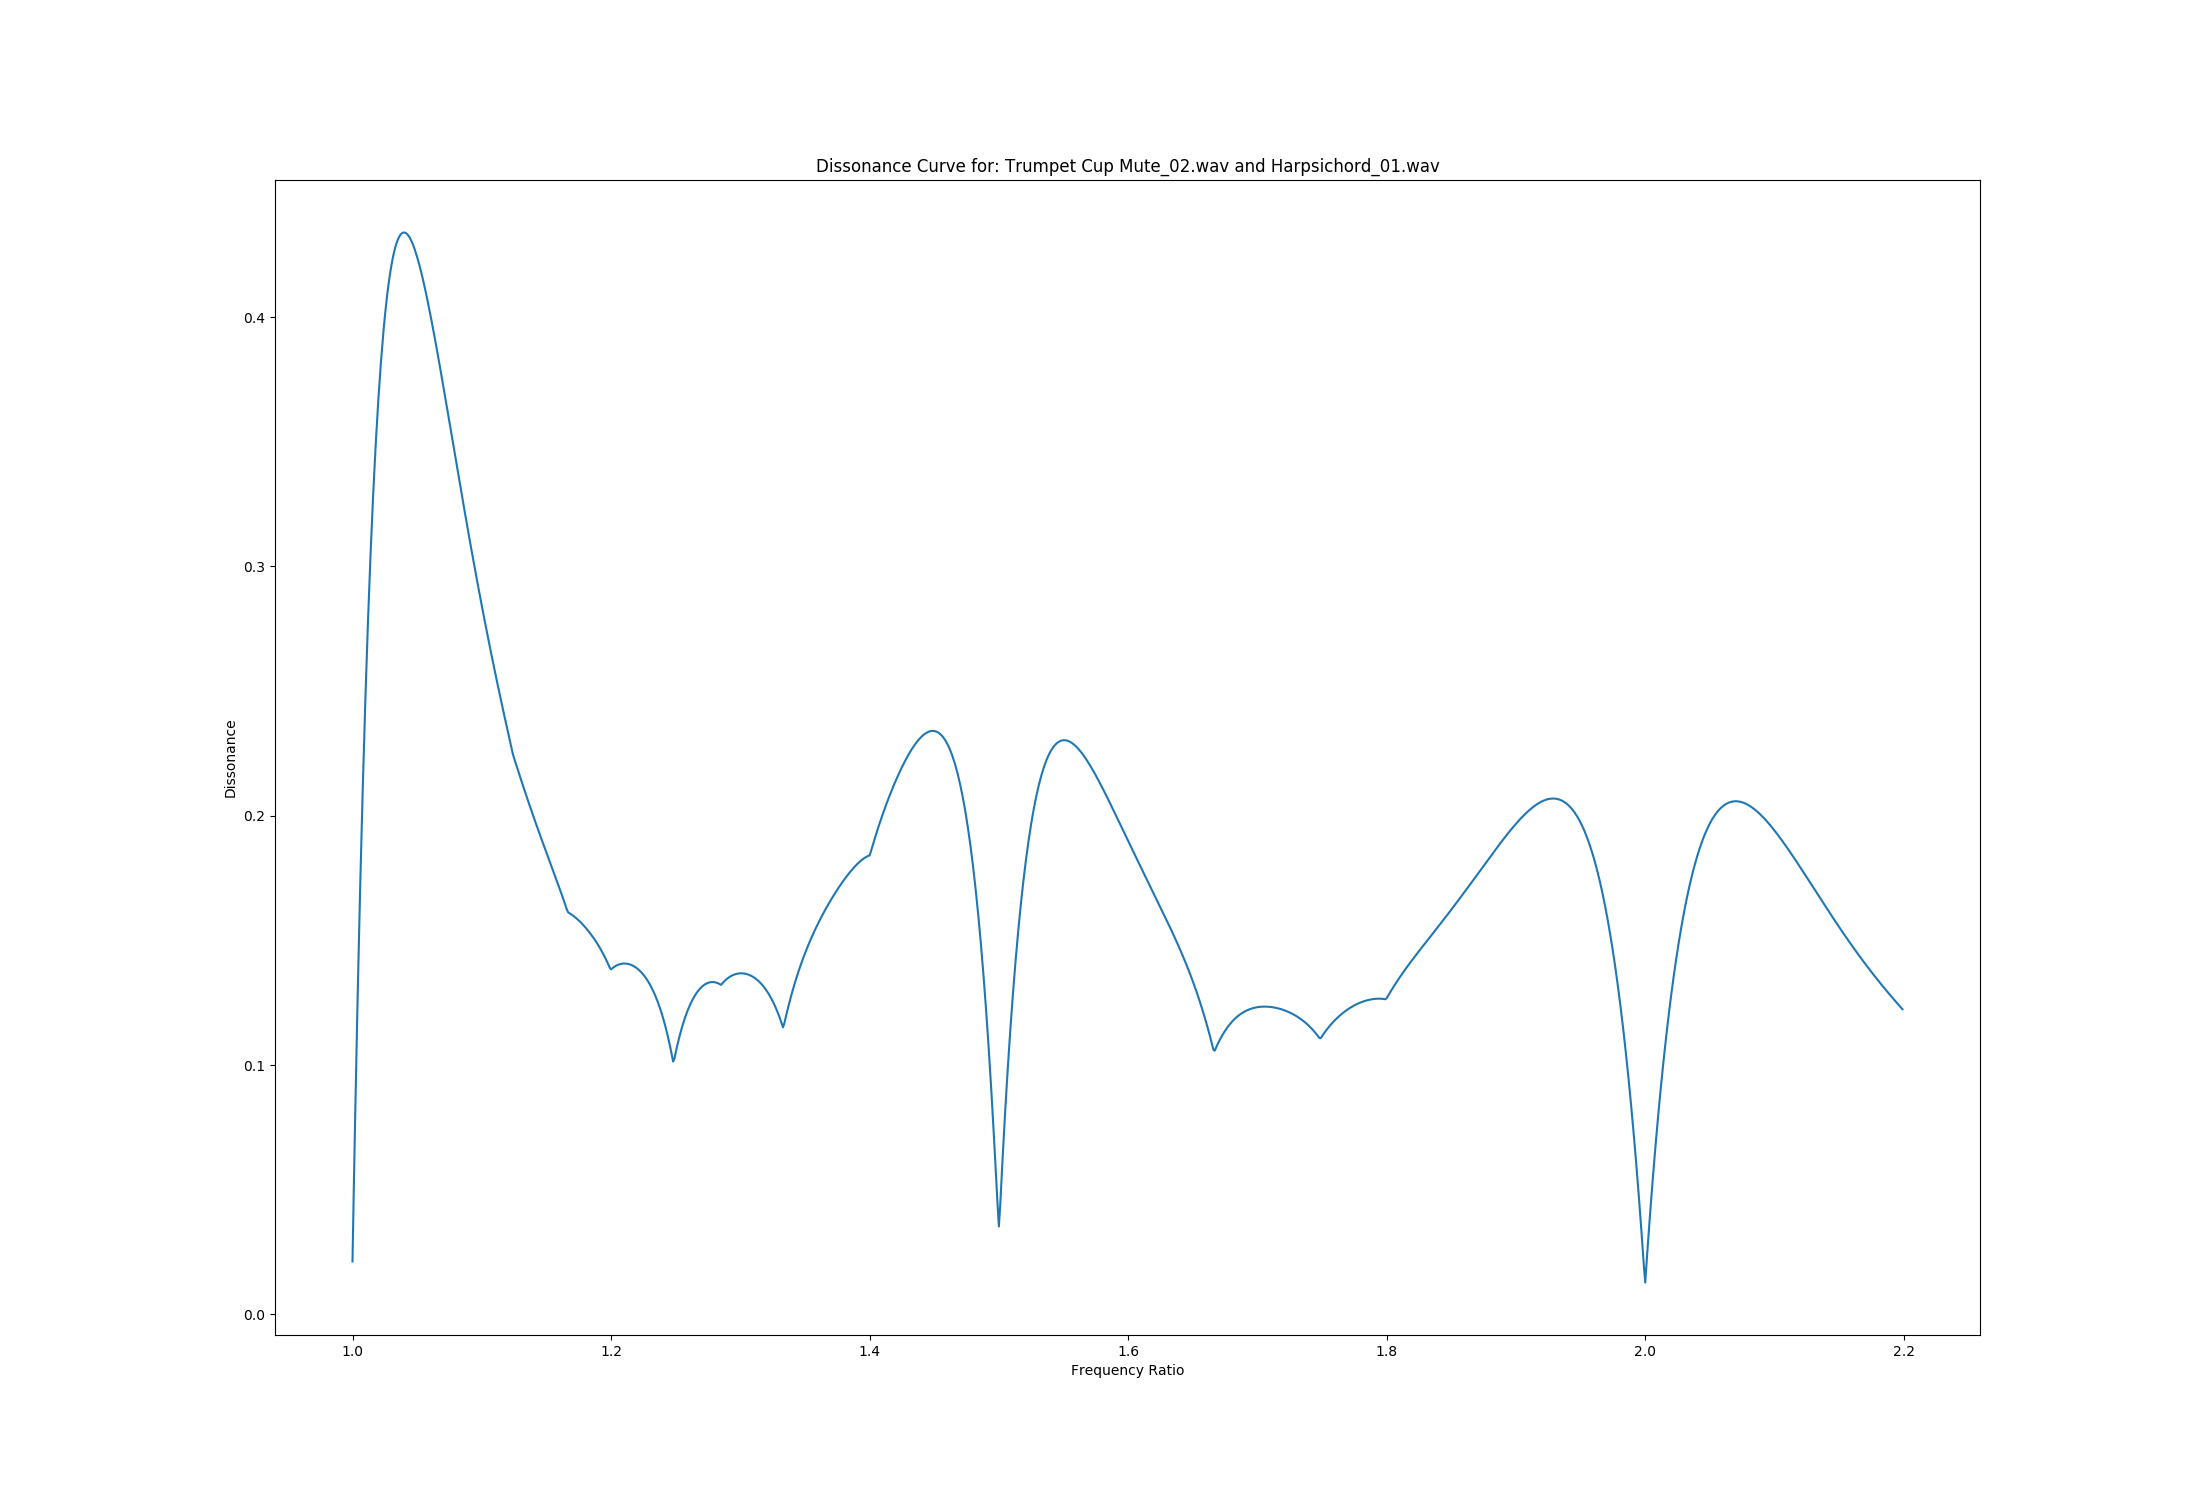 Dissonance Curve for: Trumpet Cup Mute_02.wav and Harpsichord_01.wav
Dissonance
0.4
0.3
0.2
0.1
0.0
1.0 1.2 1.4 1.6 1.8 2.0 2.2
Frequency Ratio